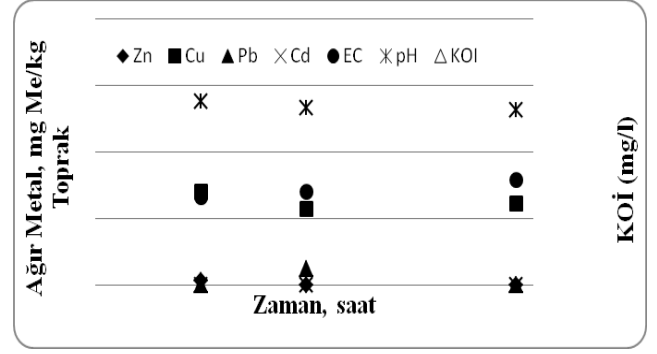 Zn Cu Pb Cd EC pH KOI
Ağır Metal, mg Me/kg
Toprak
KOİ (mg/l)
Zaman, saat